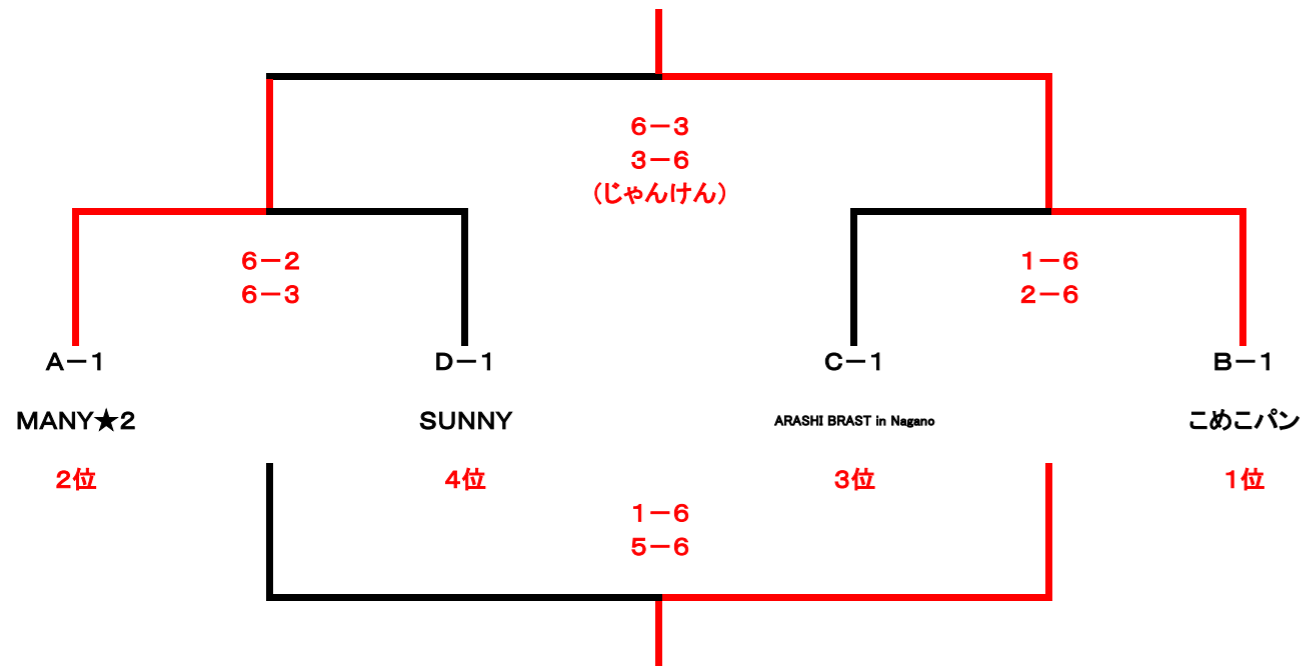 6－3
3－6
(じゃんけん)
6－2
6－3
1－6
2－6
A－1
D－1
C－1
B－1
MANY★2
SUNNY
ARASHI BRAST in Nagano
こめこパン
2位
4位
3位
1位
1－6
5－6